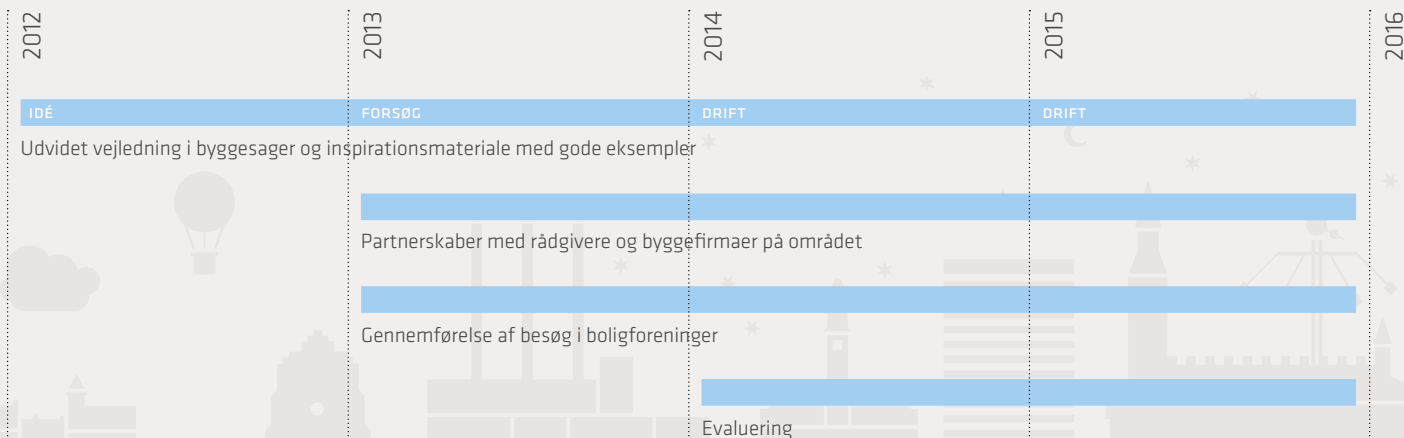 2012
2013
2014
2015
2016
IDÉ
FORSØG
DRIFT
DRIFT
Udvidet vejledning i byggesager og inspirationsmateriale med gode eksempler
Partnerskaber med rådgivere og byggefirmaer på området
Gennemførelse af besøg i boligforeninger
Evaluering